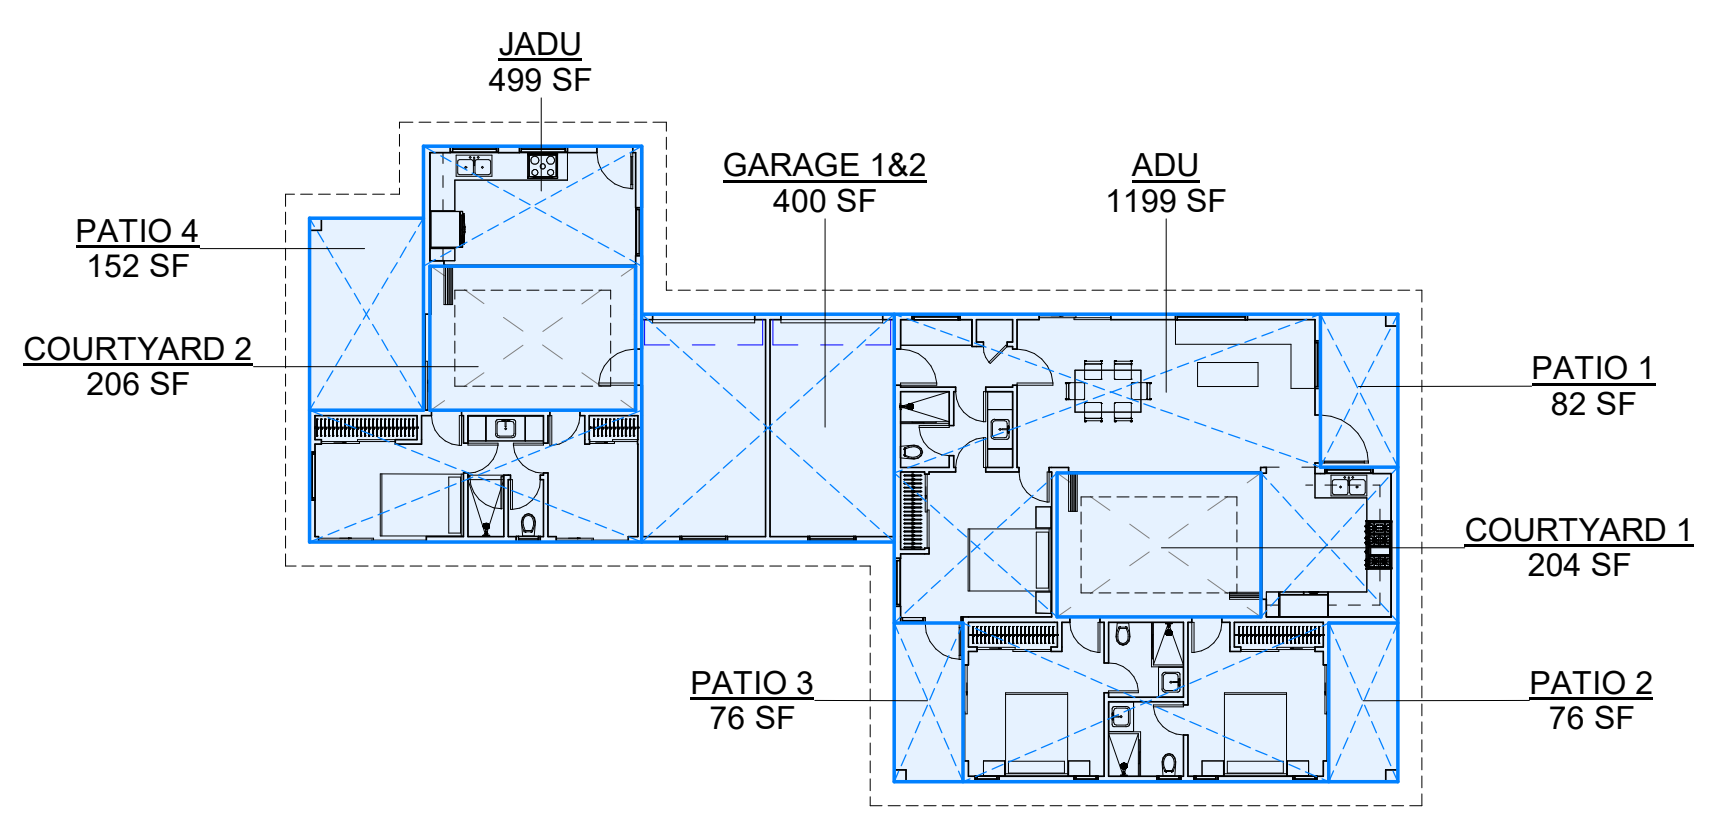 JADU
499 SF
GARAGE 1&2
400 SF
ADU
1199 SF
PATIO 4
152 SF
COURTYARD 2
206 SF
PATIO 1
82 SF
COURTYARD 1
204 SF
PATIO 3
76 SF
PATIO 2
76 SF